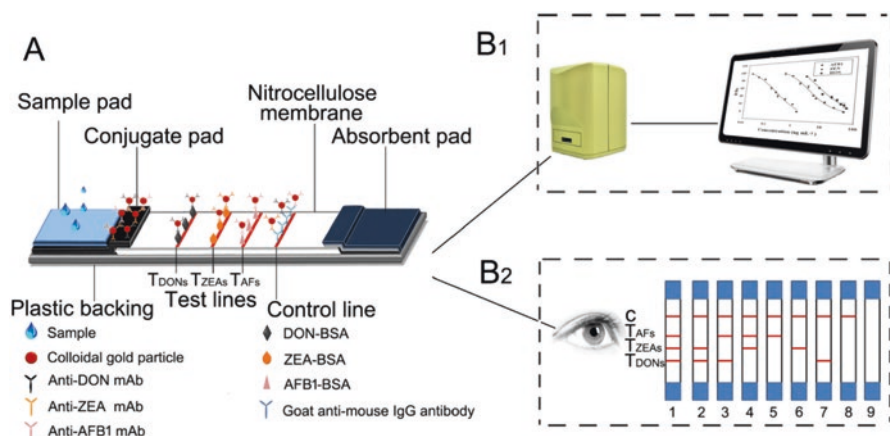 A
Sample pad
Conjugate pad
Nitrocellulose
membrane
Absorbent pad
TDONs TZEAs TAFs
Test lines
Plastic backing
Control line
Sample
Colloidal gold particle
Anti-DON mAb
Anti-ZEA mAb
Anti-AFB1 mAb
DON-BSA
ZEA-BSA
AFB1-BSA
Goat anti-mouse IgG antibody
B1
B2
C
TAFs
TZEAs
TDONs
1 2 3 4 5 6 7 8 9